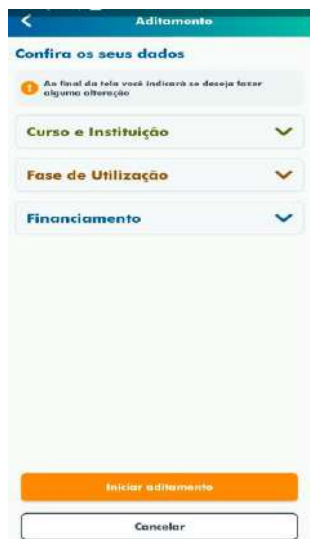 Aditamento
Confira os seus dados
Ao final da tela você indicará se deseja fazer
alguma alteração
Curso e Instituição
Fase de Utilização
Financiamento
Iniciar aditamento
Cancelar